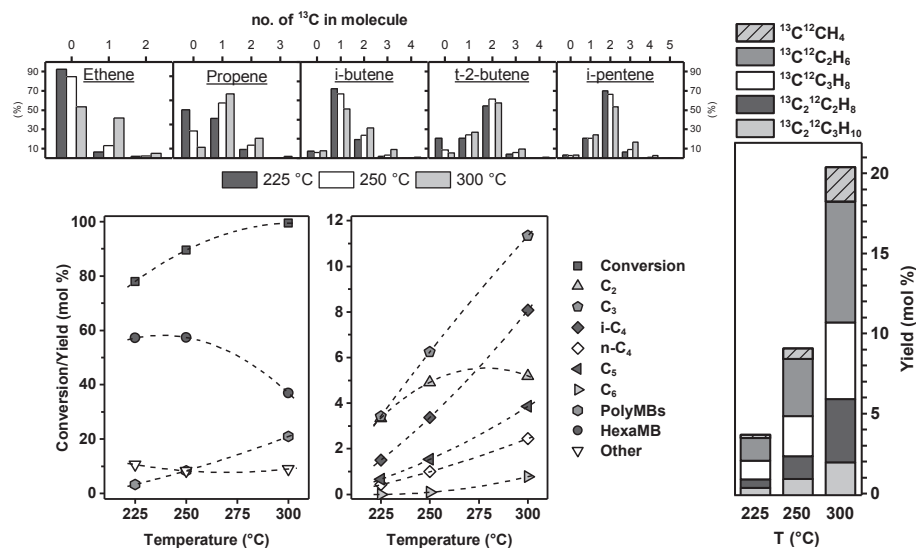 no. of ¹³C in molecule
0 1 2 0 1 2 3 0 1 2 3 4 0 1 2 3 4 0 1 2 3 4 5
Ethene Propene i-butene t-2-butene i-pentene
90
70
50
30
10
(%)
90
70
50
30
10
(%)
225 °C 250 °C 300 °C
Conversion/Yield (mol %)
100
80
60
40
20
0
225 250 275 300
Temperature (°C)
12
10
8
6
4
2
0
225 250 275 300
Temperature (°C)
Conversion
C₂
C₃
i-C₄
n-C₄
C₅
C₆
PolyMBs
HexaMB
Other
¹³C¹²CH₄
¹³C¹²C₂H₆
¹³C¹²C₃H₈
¹³C₂¹²C₂H₈
¹³C₂¹²C₃H₁₀
20
15
10
5
0
Yield (mol %)
225 250 300
T (°C)